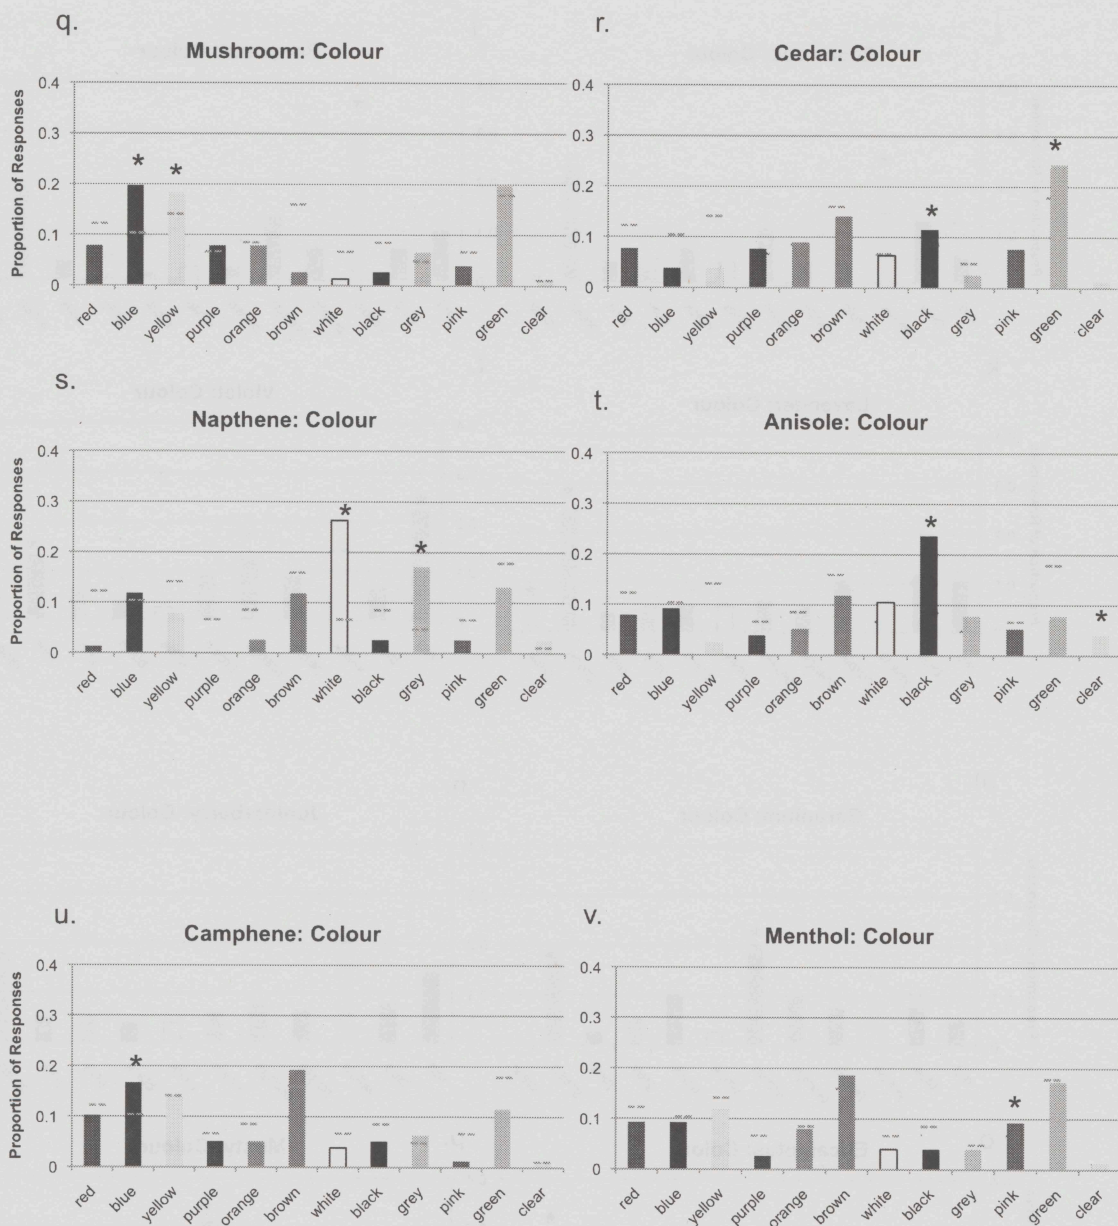 q.
Mushroom: Colour
Proportion of Responses
0.4
0.3
0.2
0.1
0
*
*
red
blue
yellow
purple
orange
brown
white
black
grey
pink
green
clear
r.
Cedar: Colour
0.4
0.3
0.2
0.1
0
*
*
red
blue
yellow
purple
orange
brown
white
black
grey
pink
green
clear
s.
Napthene: Colour
Proportion of Responses
0.4
0.3
0.2
0.1
0
*
*
red
blue
yellow
purple
orange
brown
white
black
grey
pink
green
clear
t.
Anisole: Colour
0.4
0.3
0.2
0.1
0
*
*
red
blue
yellow
purple
orange
brown
white
black
grey
pink
green
clear
u.
Camphene: Colour
Proportion of Responses
0.4
0.3
0.2
0.1
0
*
red
blue
yellow
purple
orange
brown
white
black
grey
pink
green
clear
v.
Menthol: Colour
0.4
0.3
0.2
0.1
0
*
red
blue
yellow
purple
orange
brown
white
black
grey
pink
green
clear